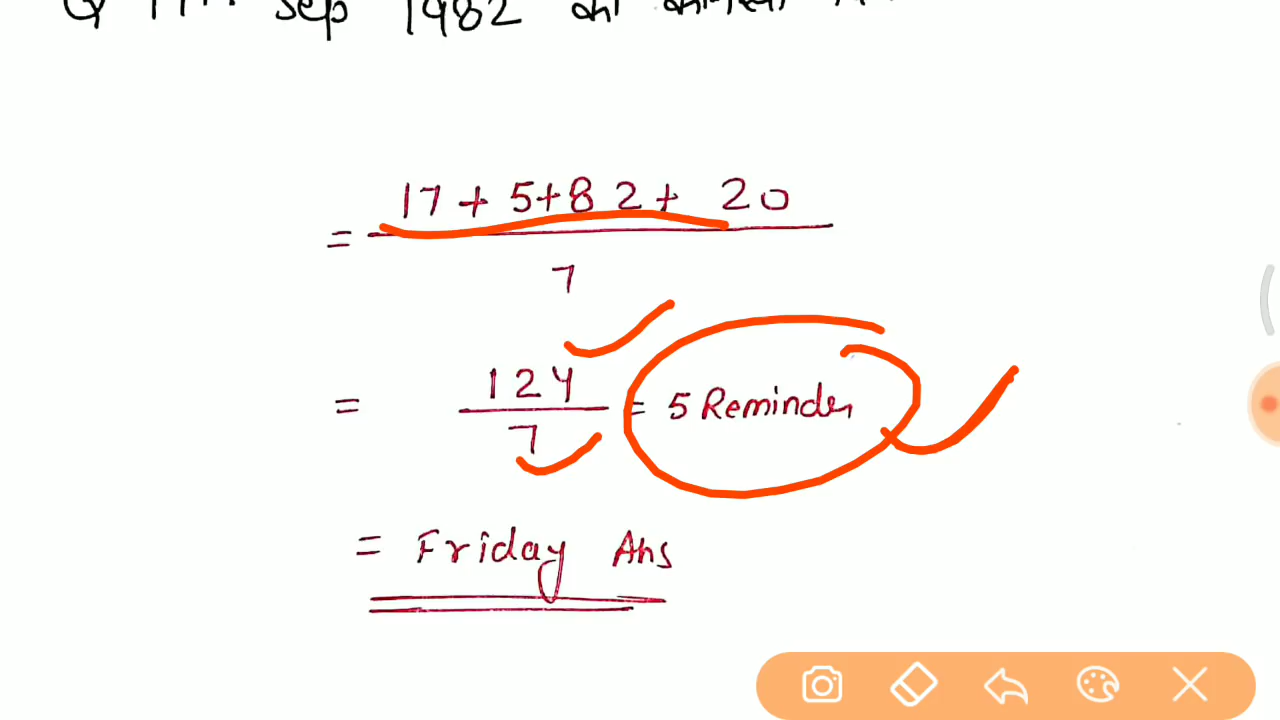 Sep 1982 को
17 + 5 + 82 + 20
=
7
= 124 = 5 Reminder
7
= Friday Ans